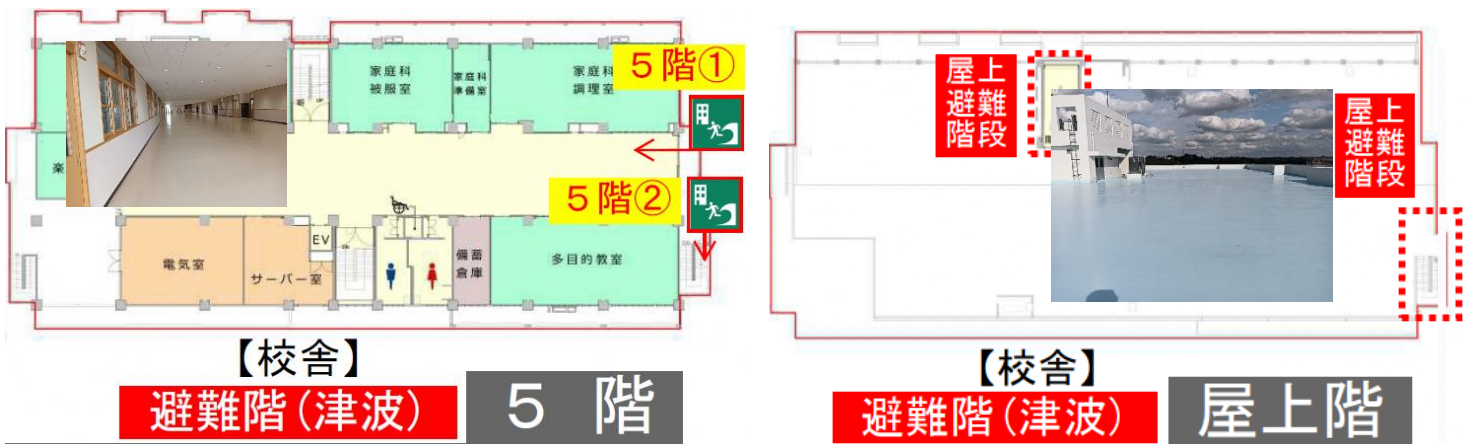 家庭科
被服室
家庭科
準備室
家庭科
調理室
５階①
５階②
楽
EV
電気室
サーバー室
備蓄
倉庫
多目的教室
【校舎】
避難階（津波）
５ 階
屋上
避難
階段
屋上
避難
階段
【校舎】
避難階（津波）
屋上階